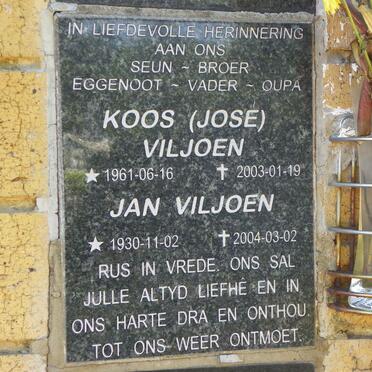 IN LIEFDEVOLLE HERINNERING
AAN ONS
SEUN ~ BROER
EGGENOOT ~ VADER ~ OUPA
KOOS (JOSE)
VILJOEN
★ 1961-06-16 ✝ 2003-01-19
JAN VILJOEN
★ 1930-11-02 ✝ 2004-03-02
RUS IN VREDE. ONS SAL
JULLE ALTYD LIEFHÊ EN IN
ONS HARTE DRA EN ONTHOU
TOT ONS WEER ONTMOET.